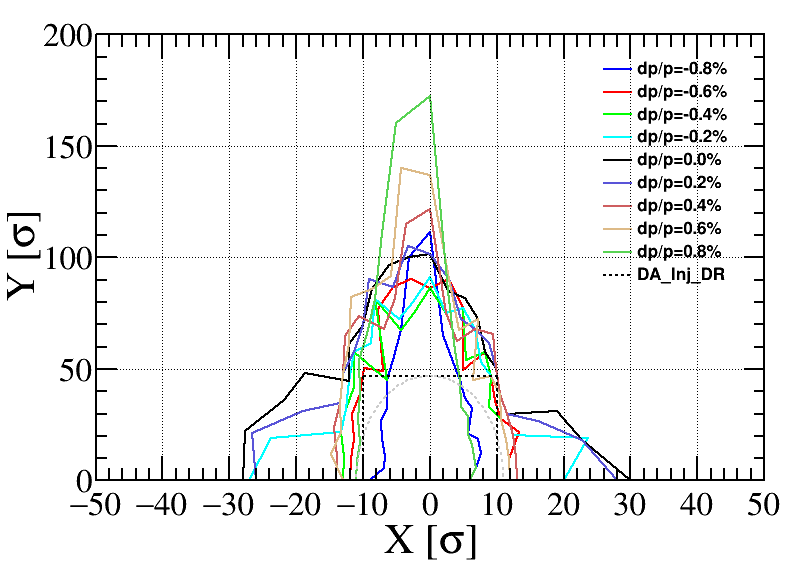 200
150
100
50
0
Y [σ]
dp/p=-0.8%
dp/p=-0.6%
dp/p=-0.4%
dp/p=-0.2%
dp/p=0.0%
dp/p=0.2%
dp/p=0.4%
dp/p=0.6%
dp/p=0.8%
DA_Inj_DR
−50 −40 −30 −20 −10 0 10 20 30 40 50
X [σ]